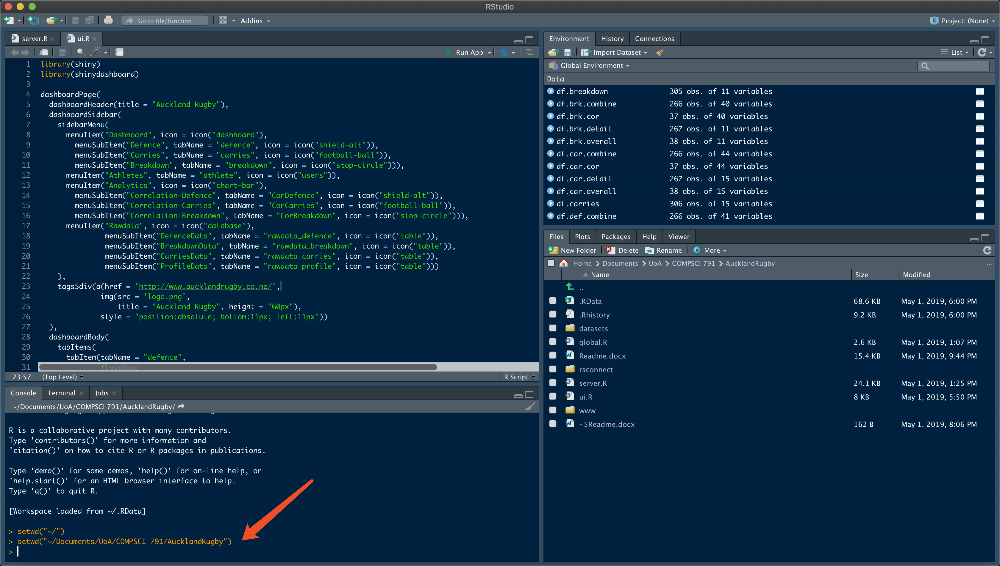 RStudio
Go to file/function
Addins
Project: (None)
server.R
ui.R
Run App
1 library(shiny)
2 library(shinydashboard)
3
4 dashboardPage(
5 dashboardHeader(title = "Auckland Rugby"),
6 dashboardSidebar(
7 sidebarMenu(
8 menuItem("Dashboard", icon = icon("dashboard"),
9 menuSubItem("Defence", tabName = "defence", icon = icon("shield-alt")),
10 menuSubItem("Carries", tabName = "carries", icon = icon("football-ball")),
11 menuSubItem("Breakdown", tabName = "breakdown", icon = icon("stop-circle"))),
12 menuItem("Athletes", tabName = "athlete", icon = icon("users")),
13 menuItem("Analytics", icon = icon("chart-bar"),
14 menuSubItem("Correlation-Defence", tabName = "CorDefence", icon = icon("shield-alt")),
15 menuSubItem("Correlation-Carries", tabName = "CorCarries", icon = icon("football-ball")),
16 menuSubItem("Correlation-Breakdown", tabName = "CorBreakdown", icon = icon("stop-circle"))),
17 menuItem("Rawdata", icon = icon("database"),
18 menuSubItem("DefenceData", tabName = "rawdata_defence", icon = icon("table")),
19 menuSubItem("BreakdownData", tabName = "rawdata_breakdown", icon = icon("table")),
20 menuSubItem("CarriesData", tabName = "rawdata_carries", icon = icon("table")),
21 menuSubItem("ProfileData", tabName = "rawdata_profile", icon = icon("table")))
22 ),
23 tags$div(a(href = 'http://www.aucklandrugby.co.nz/',
24 img(src = 'logo.png',
25 title = "Auckland Rugby", height = "60px"),
26 style = "position:absolute; bottom:11px; left:11px"))
27 ),
28 dashboardBody(
29 tabItems(
30 tabItem(tabName = "defence",
31 fluidRow(
23:57 (Top Level) R Script
Console Terminal Jobs
~/Documents/UoA/COMPSCI 791/AucklandRugby/
R is a collaborative project with many contributors.
Type 'contributors()' for more information and
'citation()' on how to cite R or R packages in publications.
Type 'demo()' for some demos, 'help()' for on-line help, or
'help.start()' for an HTML browser interface to help.
Type 'q()' to quit R.
[Workspace loaded from ~/.RData]
> setwd("~/")
> setwd("~/Documents/UoA/COMPSCI 791/AucklandRugby")
>
Environment History Connections
Import Dataset List
Global Environment
Data
df.breakdown 305 obs. of 11 variables
df.brk.combine 266 obs. of 40 variables
df.brk.cor 37 obs. of 40 variables
df.brk.detail 267 obs. of 11 variables
df.brk.overall 38 obs. of 11 variables
df.car.combine 266 obs. of 44 variables
df.car.cor 37 obs. of 44 variables
df.car.detail 267 obs. of 15 variables
df.car.overall 38 obs. of 15 variables
df.carries 306 obs. of 15 variables
df.def.combine 266 obs. of 41 variables
Files Plots Packages Help Viewer
New Folder Delete Rename More
Home Documents UoA COMPSCI 791 AucklandRugby ...
Name Size Modified
..
.RData 68.6 KB May 1, 2019, 6:00 PM
.Rhistory 9.2 KB May 1, 2019, 6:00 PM
datasets
global.R 2.6 KB May 1, 2019, 1:07 PM
Readme.docx 15.4 KB May 1, 2019, 9:44 PM
rsconnect
server.R 24.1 KB May 1, 2019, 1:25 PM
ui.R 8 KB May 1, 2019, 5:50 PM
www
~$Readme.docx 162 B May 1, 2019, 8:06 PM